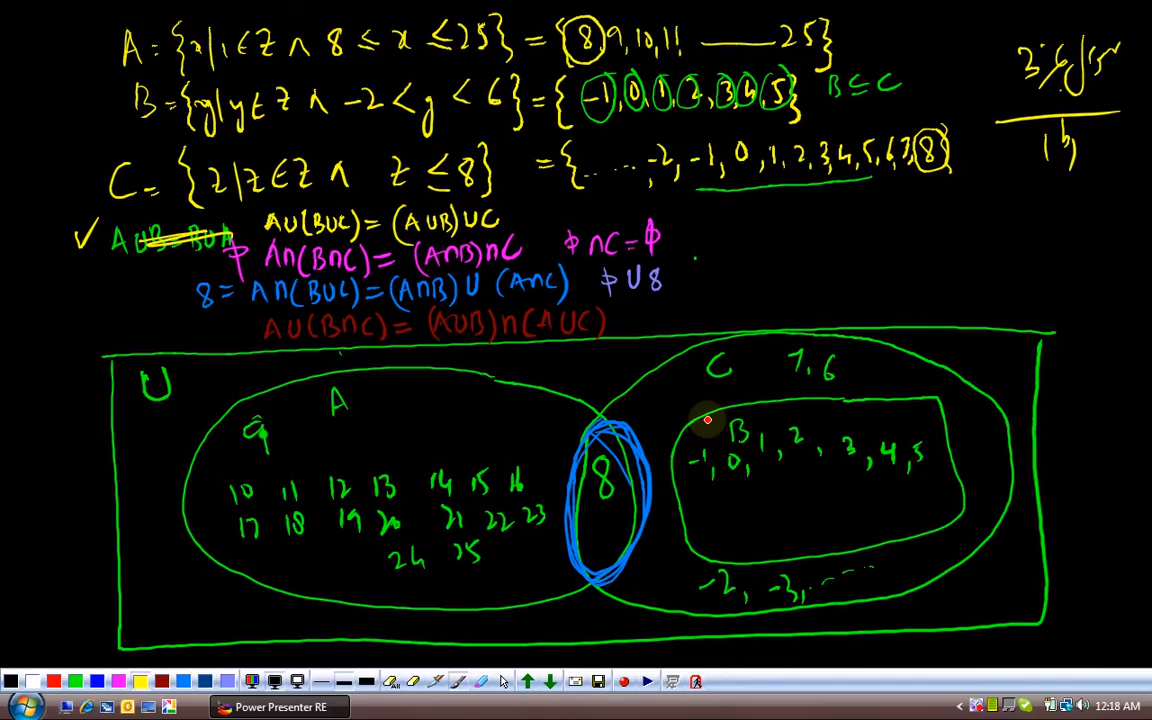 A = {x|x∈Z ∧ 8 ≤ x ≤ 25} = {8, 9, 10, 11 —— 25}
B = {y|y∈Z ∧ -2 < y < 6} = {-1, 0, 1, 2, 3, 4, 5} B ⊆ C
C = {z|z∈Z ∧ z ≤ 8} = {......, -2, -1, 0, 1, 2, 3, 4, 5, 6, 7, 8}
✓ A∪B=B∪A A∪(B∪C) = (A∪B)∪C
ϕ A∩(B∩C) = (A∩B)∩C ϕ∩C = ϕ
8 = A∩(B∪C) = (A∩B)∪(A∩C) ϕ∪8
A∪(B∩C) = (A∪B)∩(A∪C)
U
A
9
10 11 12 13 14 15 16
17 18 19 20 21 22 23
24 25
8
C 7, 6
B
-1, 0, 1, 2, 3, 4, 5
-2, -3, ......
Power Presenter RE
12:18 AM